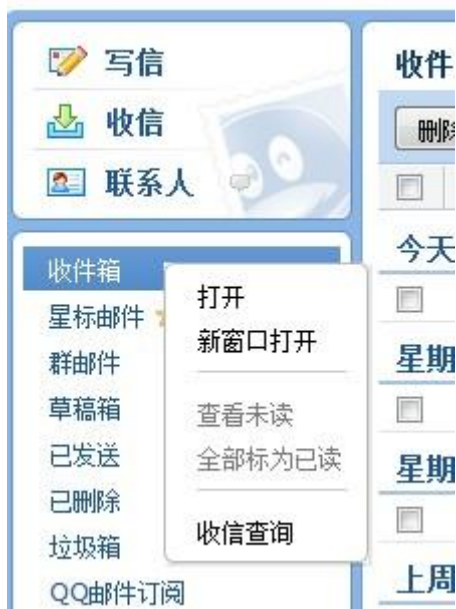 写信
收信
联系人
收件箱
星标邮件
群邮件
草稿箱
已发送
已删除
垃圾箱
QQ邮件订阅
打开
新窗口打开
查看未读
全部标为已读
收信查询
收件
删除
今天
星期
星期
上周